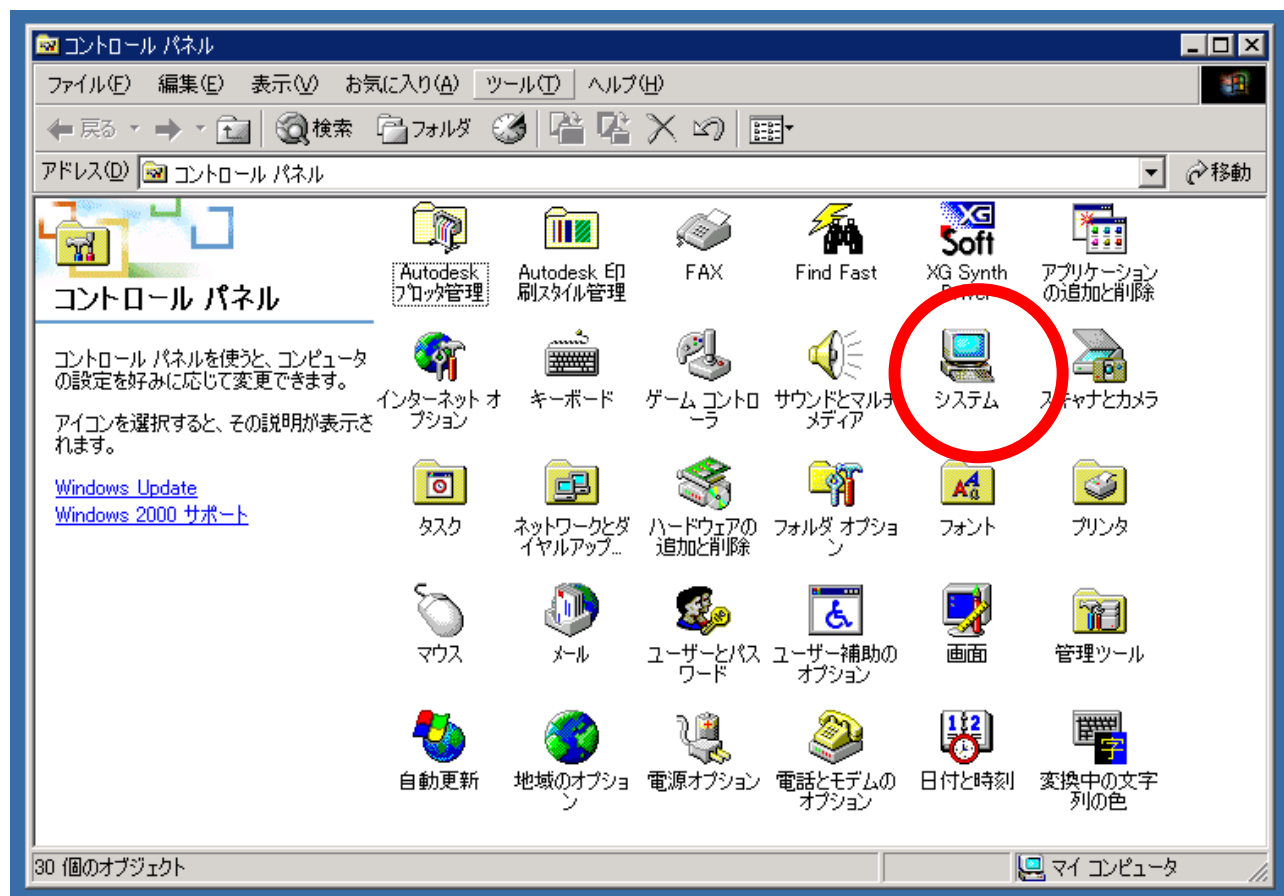 コントロール パネル
ファイル(F) 編集(E) 表示(V) お気に入り(A) ツール(T) ヘルプ(H)
戻る 検索 フォルダ
アドレス(D) コントロール パネル 移動
コントロール パネル
コントロール パネルを使うと、コンピュータ
の設定を好みに応じて変更できます。
アイコンを選択すると、その説明が表示さ
れます。
Windows Update
Windows 2000 サポート
Autodesk
プロッタ管理
Autodesk 印
刷スタイル管理
FAX
Find Fast
XG
Soft
XG Synth
Driver
アプリケーション
の追加と削除
インターネット オ
プション
キーボード
ゲーム コントロ
ーラ
サウンドとマルチ
メディア
システム
スキャナとカメラ
タスク
ネットワークとダ
イヤルアップ...
ハードウェアの
追加と削除
フォルダ オプショ
ン
フォント
プリンタ
マウス
メール
ユーザーとパス
ワード
ユーザー補助の
オプション
画面
管理ツール
自動更新
地域のオプショ
ン
電源オプション
電話とモデムの
オプション
日付と時刻
変換中の文字
列の色
30 個のオブジェクト
マイ コンピュータ